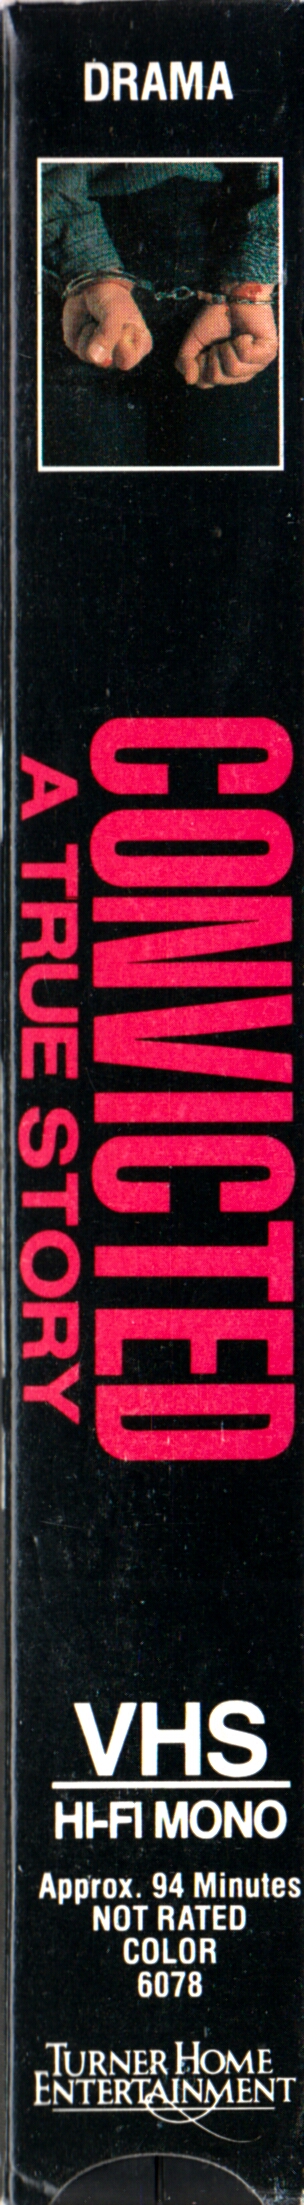 DRAMA
CONVICTED
A TRUE STORY
VHS
HI-FI MONO
Approx. 94 Minutes
NOT RATED
COLOR
6078
TURNER HOME
ENTERTAINMENT